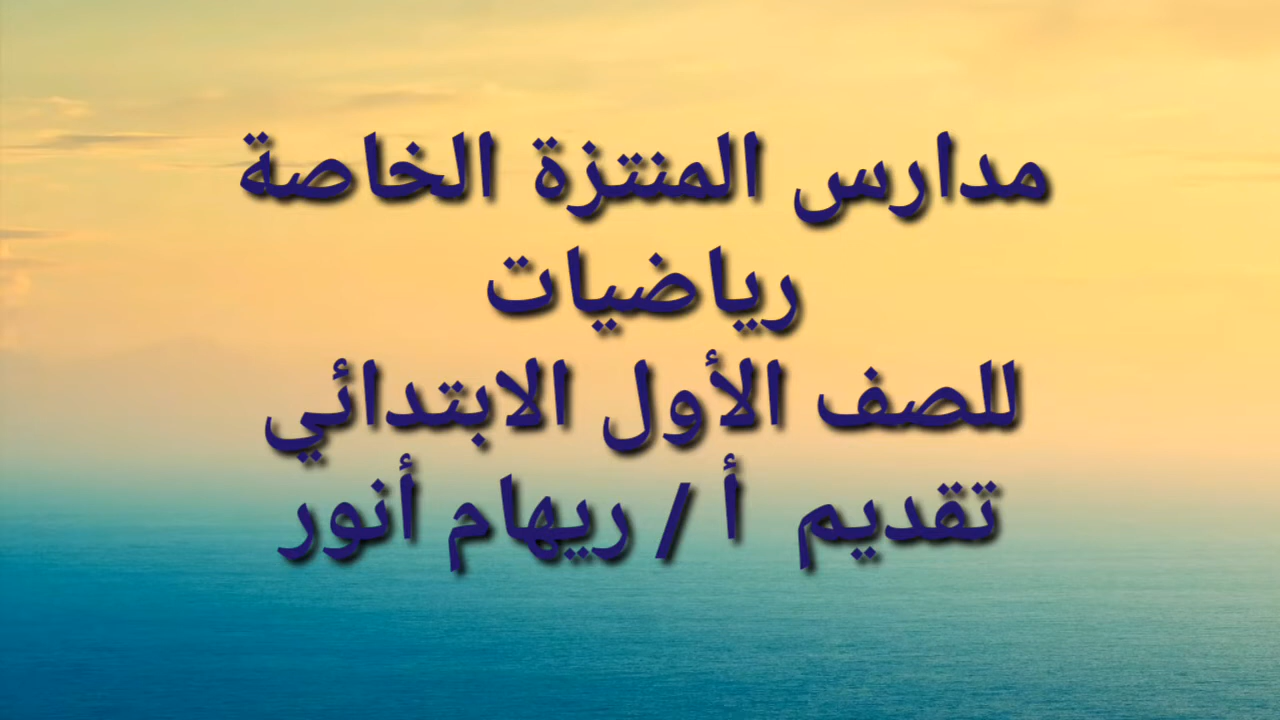 مدارس المنتزة الخاصة
رياضيات
للصف الأول الابتدائي
تقديم أ / ريهام أنور